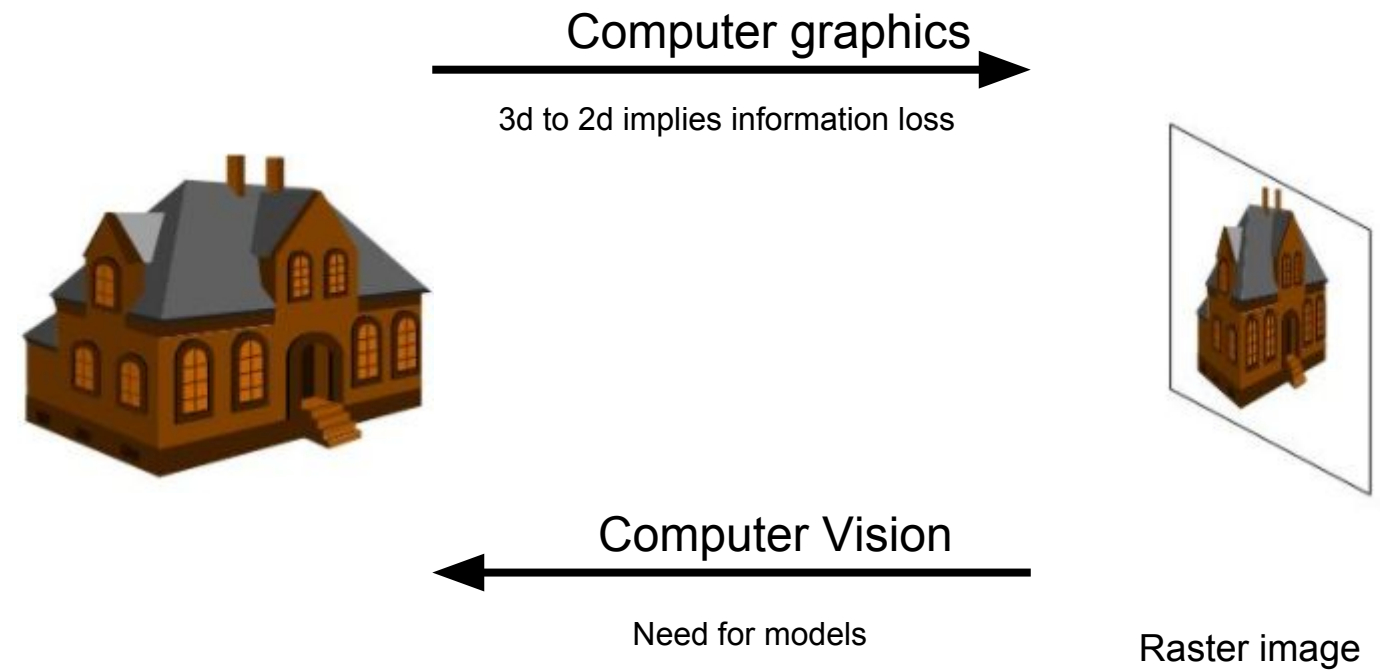 Computer graphics
3d to 2d implies information loss
Computer Vision
Need for models
Raster image